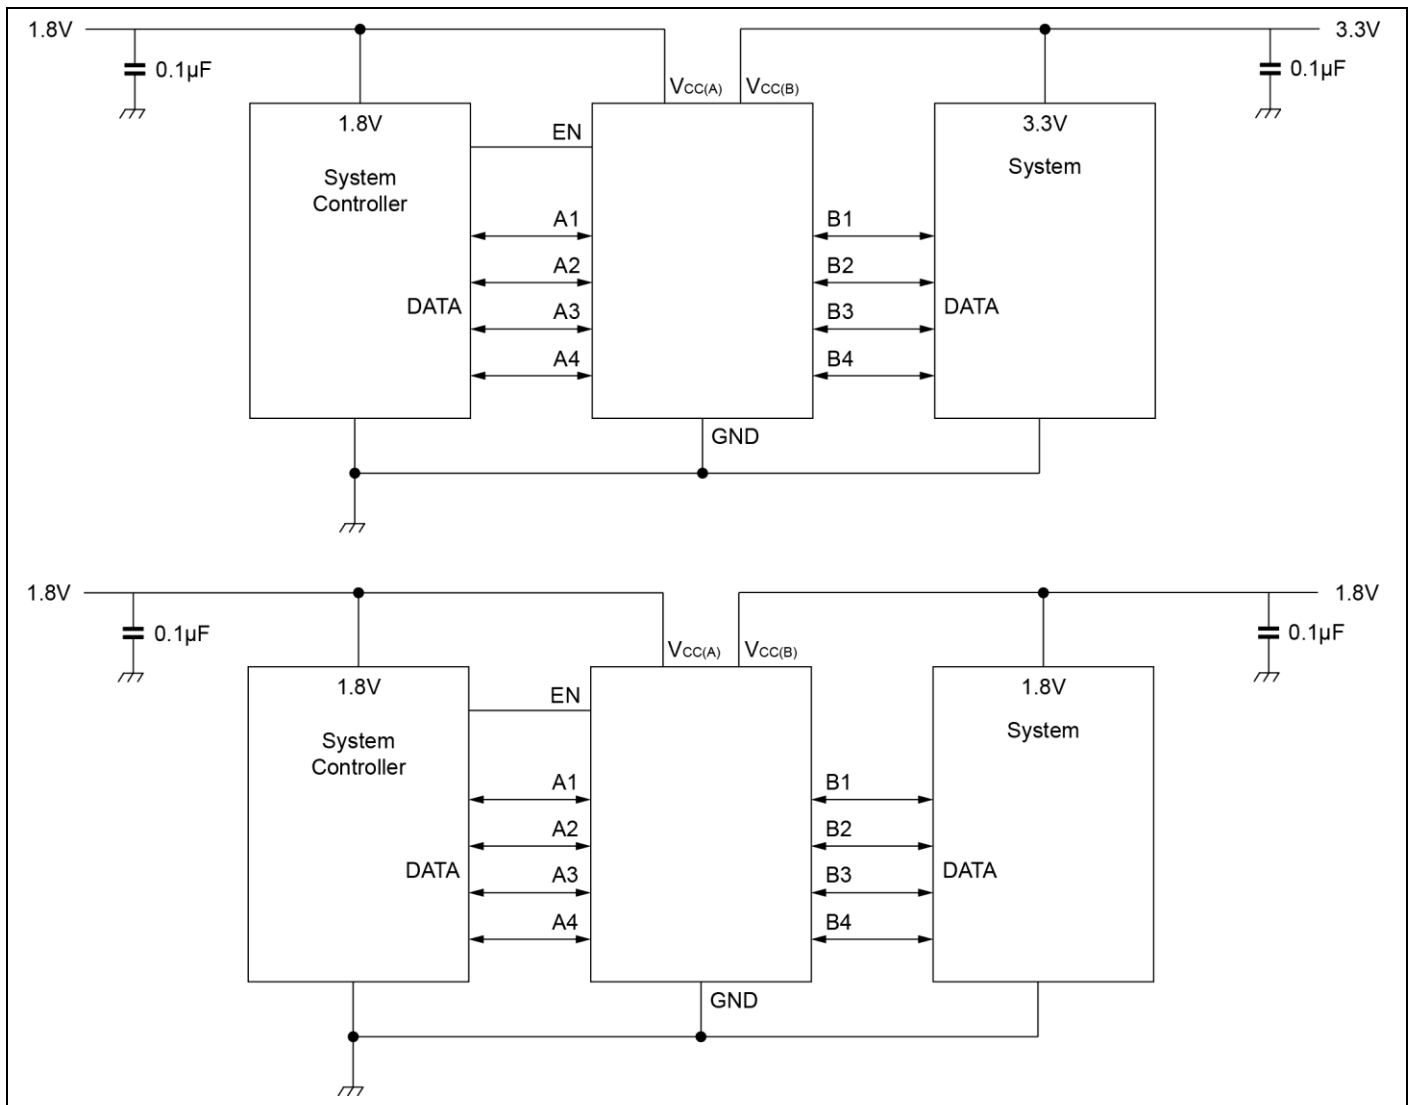 1.8V
3.3V
0.1µF
0.1µF
VCC(A) VCC(B)
1.8V
EN
3.3V
System
Controller
System
A1
B1
A2
B2
DATA
A3
B3
DATA
A4
B4
GND
1.8V
1.8V
0.1µF
0.1µF
VCC(A) VCC(B)
1.8V
EN
1.8V
System
Controller
System
A1
B1
A2
B2
DATA
A3
B3
DATA
A4
B4
GND